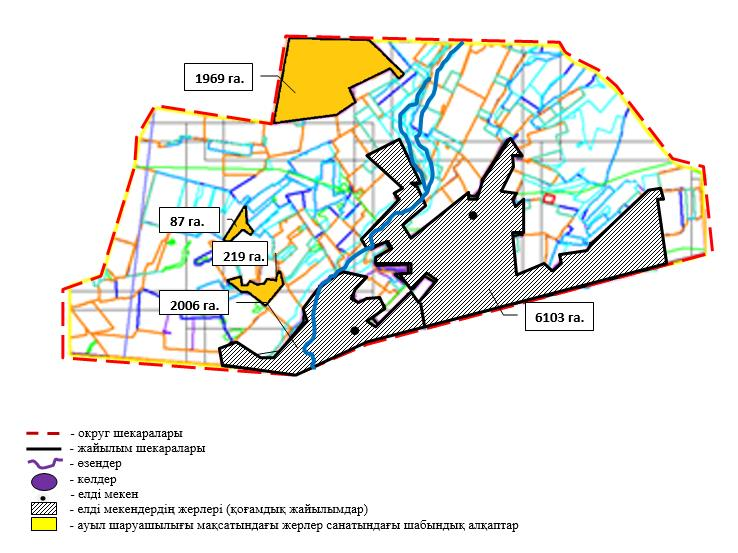 1969 га.
87 га.
219 га.
2006 га.
6103 га.
- округ шекаралары
- жайылым шекаралары
- өзендер
- көлдер
- елді мекен
- елді мекендердің жерлері (қоғамдық жайылымдар)
- ауыл шаруашылығы мақсатындағы жерлер санатындағы шабындық алқаптар